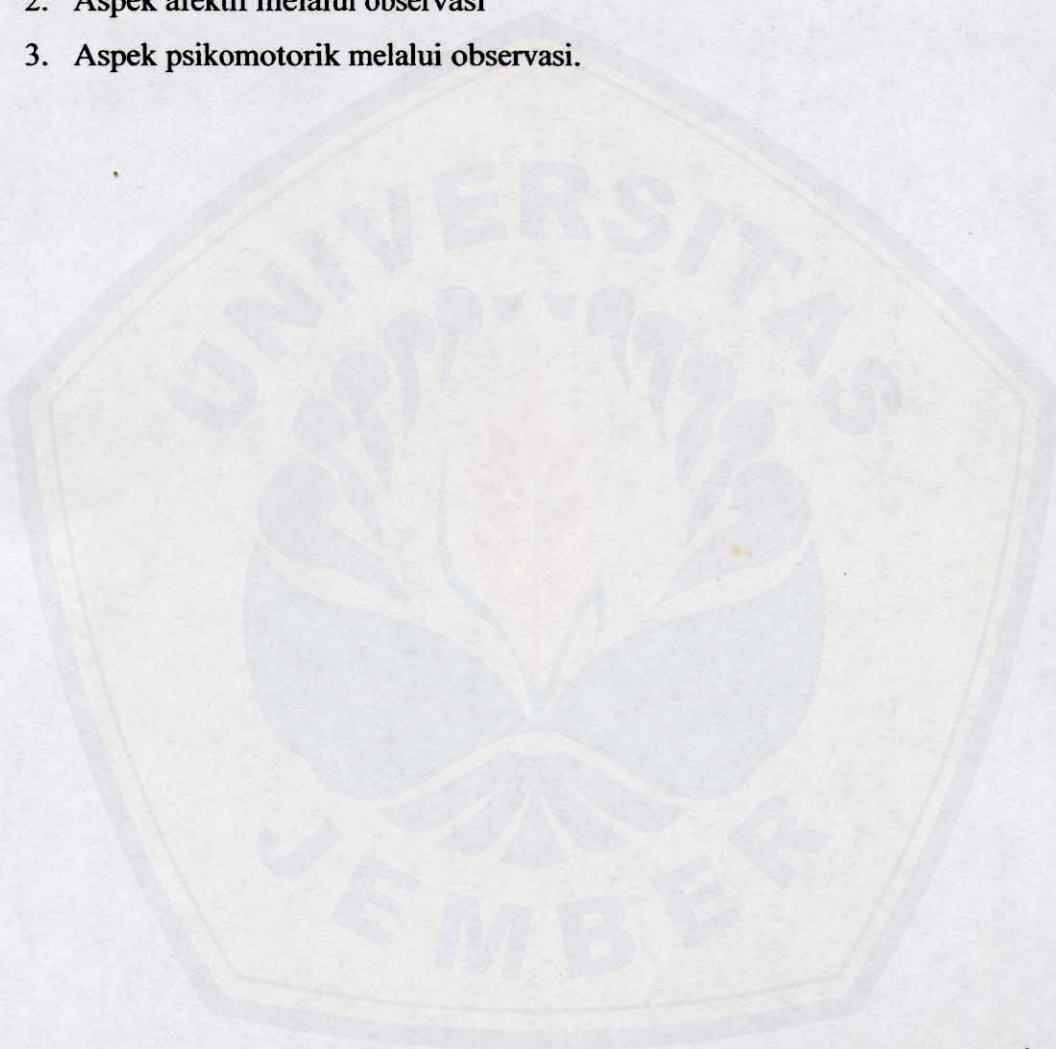 2. Aspek afektif melalui observasi
3. Aspek psikomotorik melalui observasi.
UNIVERSITAS
JEMBER